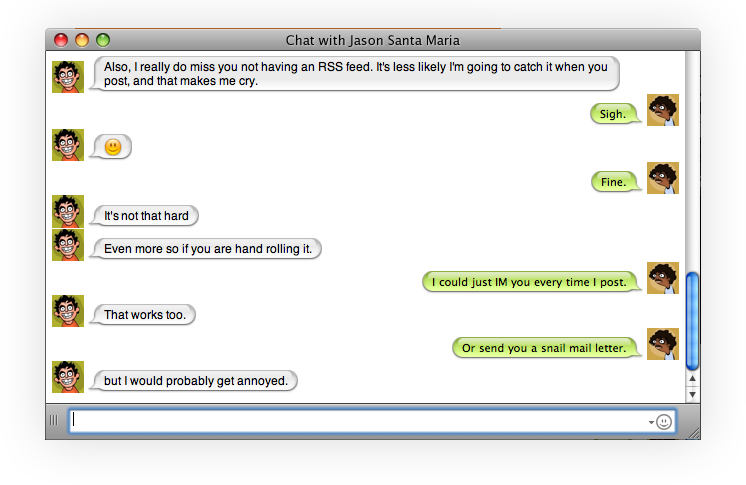 Chat with Jason Santa Maria
Also, I really do miss you not having an RSS feed. It's less likely I'm going to catch it when you
post, and that makes me cry.
Sigh.
Fine.
It's not that hard
Even more so if you are hand rolling it.
I could just IM you every time I post.
That works too.
Or send you a snail mail letter.
but I would probably get annoyed.